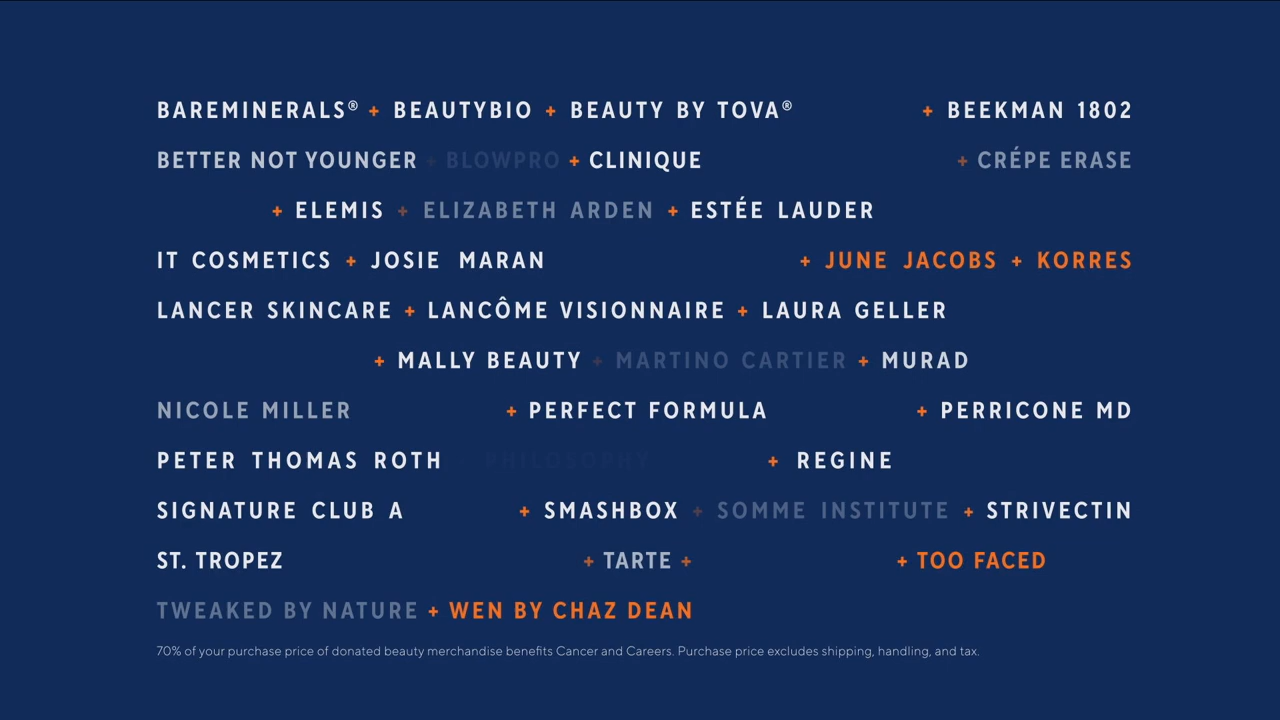 BAREMINERALS® + BEAUTYBIO + BEAUTY BY TOVA® + BEEKMAN 1802
BETTER NOT YOUNGER + BLOWPRO + CLINIQUE + CRÉPE ERASE
+ ELEMIS + ELIZABETH ARDEN + ESTÉE LAUDER
IT COSMETICS + JOSIE MARAN + JUNE JACOBS + KORRES
LANCER SKINCARE + LANCÔME VISIONNAIRE + LAURA GELLER
+ MALLY BEAUTY + MARTINO CARTIER + MURAD
NICOLE MILLER + PERFECT FORMULA + PERRICONE MD
PETER THOMAS ROTH + PHILOSOPHY + REGINE
SIGNATURE CLUB A + SMASHBOX + SOMME INSTITUTE + STRIVECTIN
ST. TROPEZ + TARTE + + TOO FACED
TWEAKED BY NATURE + WEN BY CHAZ DEAN
70% of your purchase price of donated beauty merchandise benefits Cancer and Careers. Purchase price excludes shipping, handling, and tax.